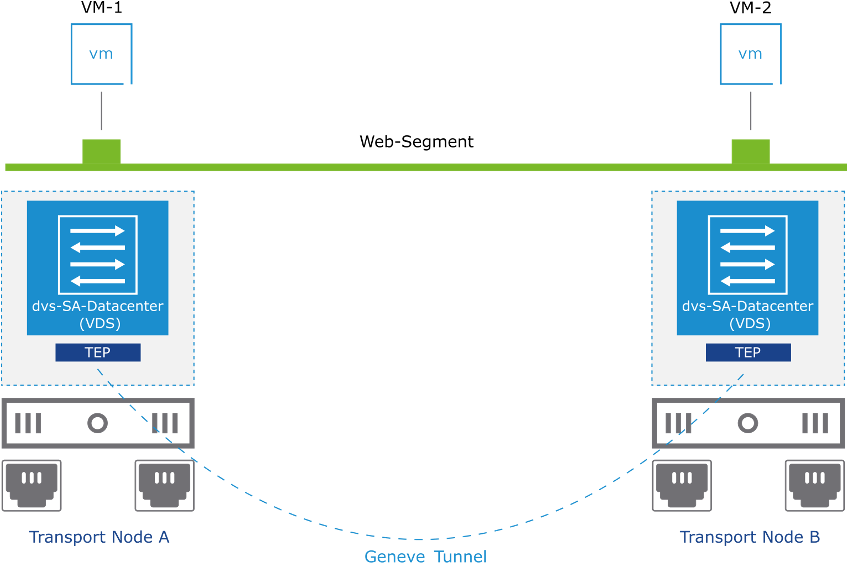 VM-1
VM-2
vm
vm
Web-Segment
dvs-SA-Datacenter
(VDS)
dvs-SA-Datacenter
(VDS)
TEP
TEP
Transport Node A
Transport Node B
Geneve Tunnel